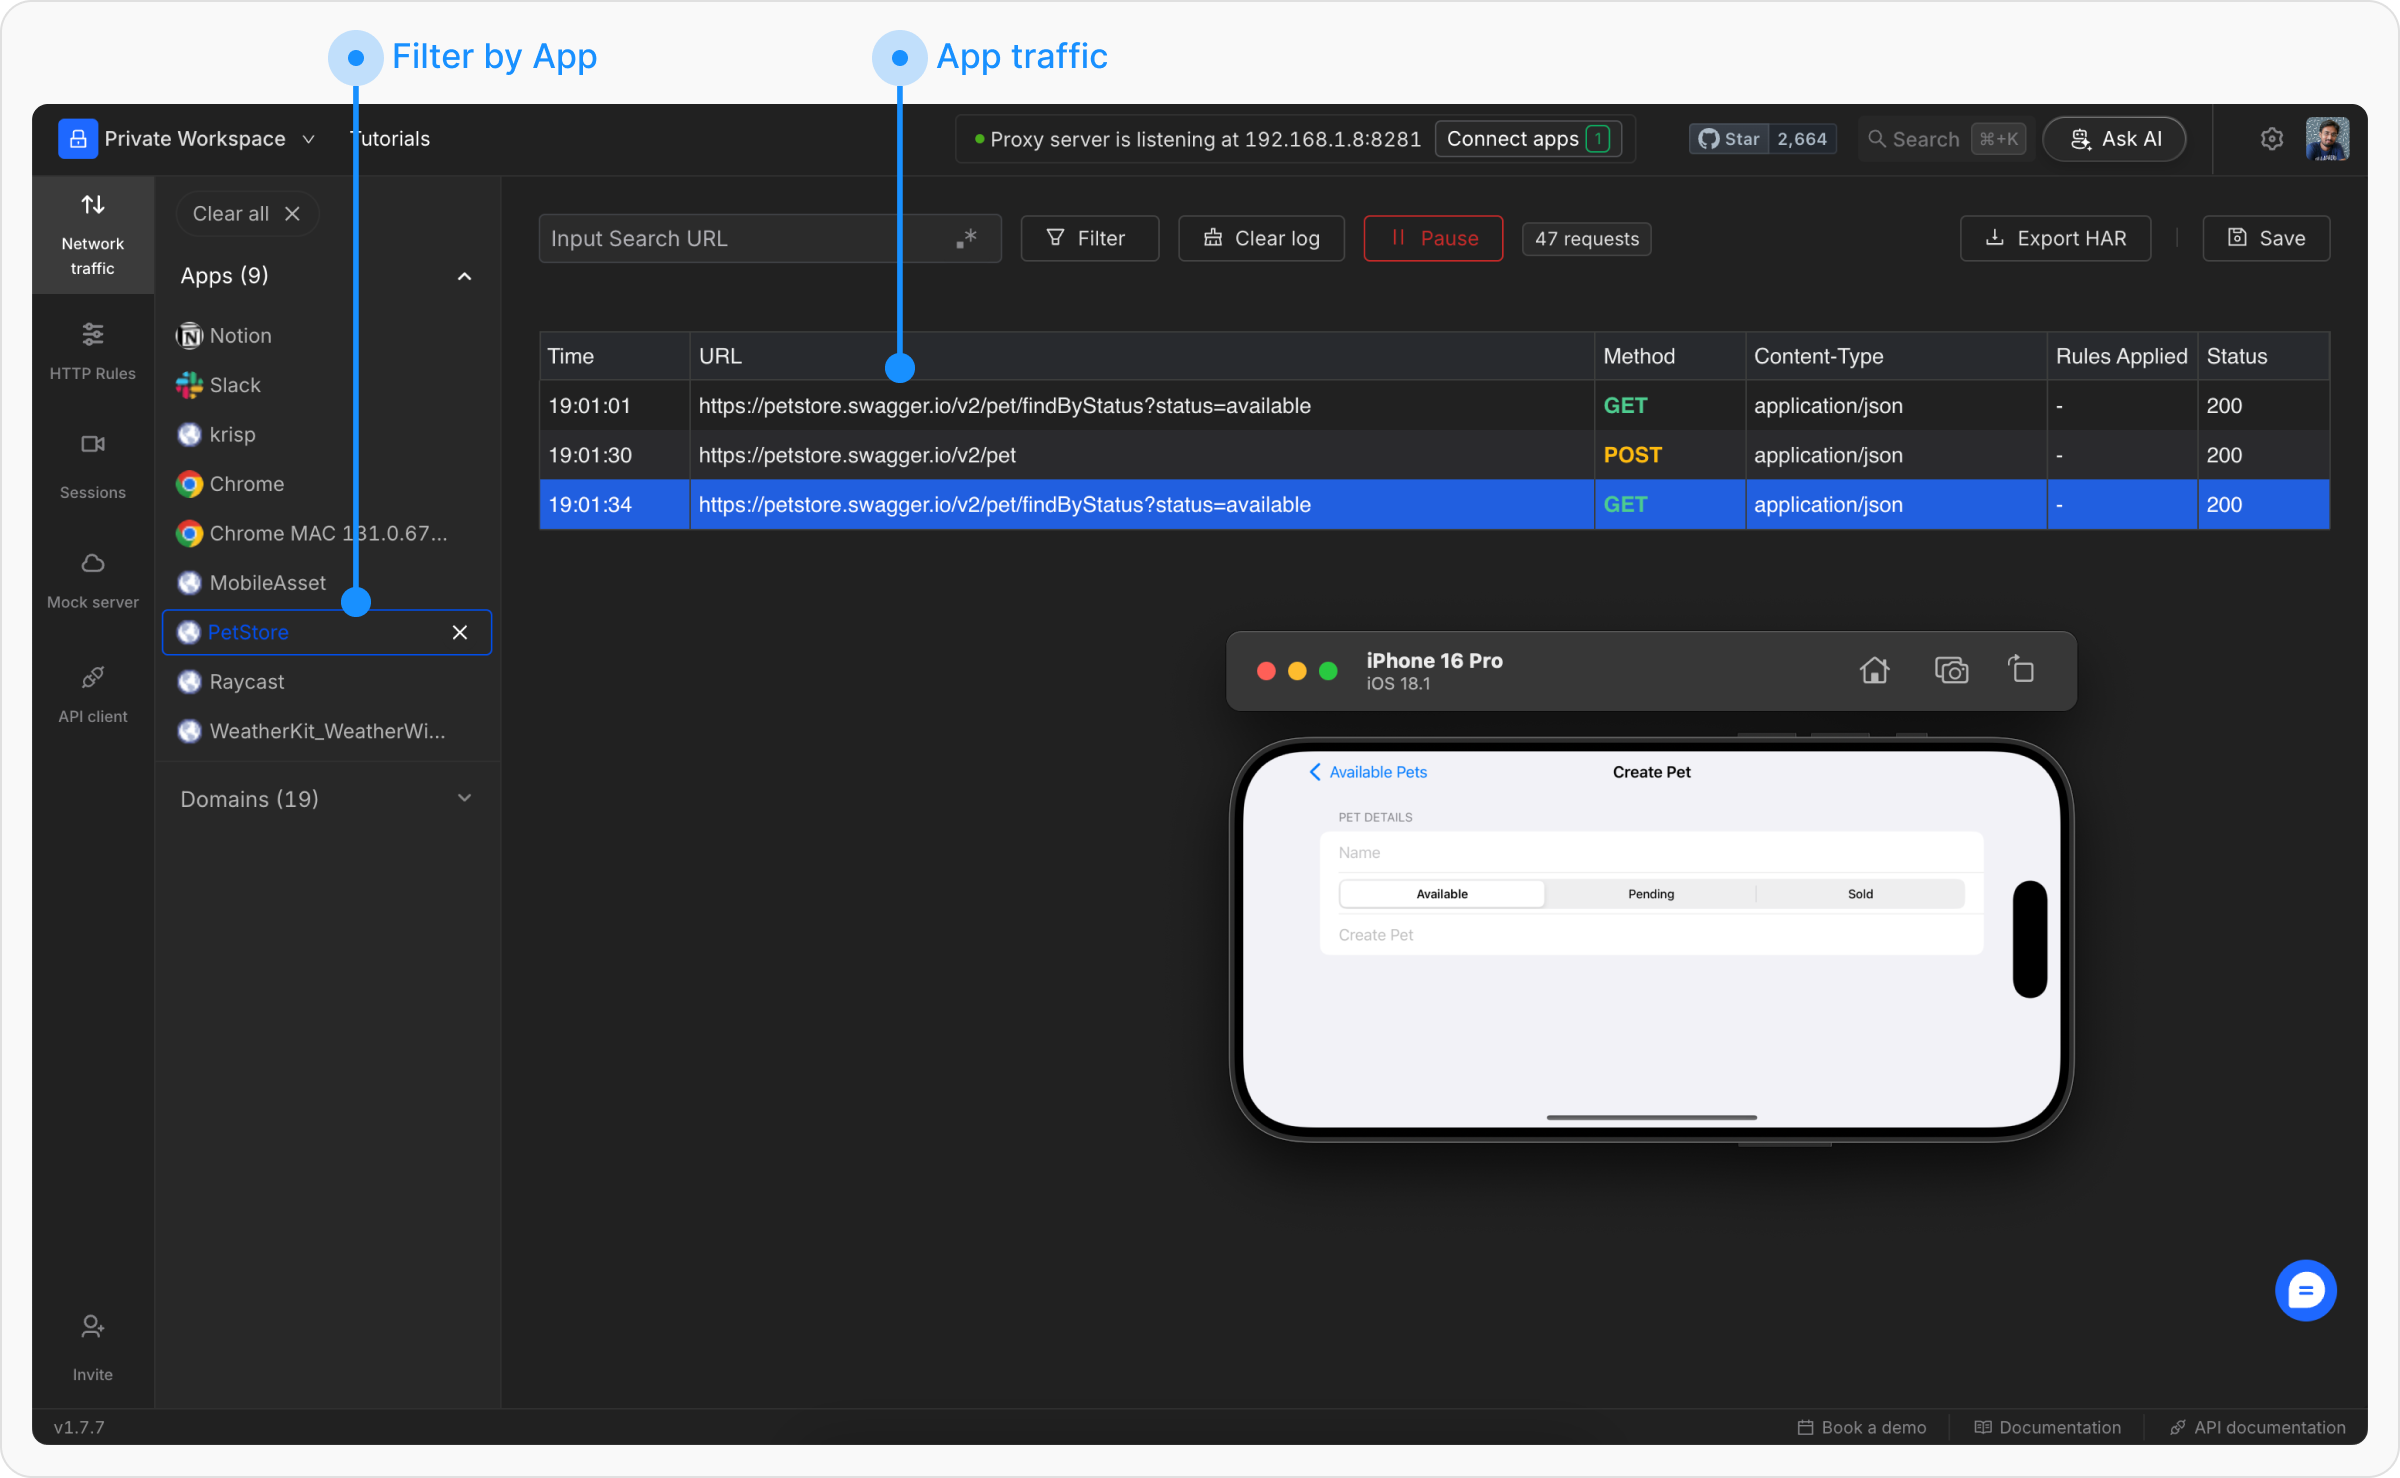 Filter by App
App traffic
Private Workspace
Tutorials
Proxy server is listening at 192.168.1.8:8281
Connect apps 1
Star 2,664
Search ⌘+K
Ask AI
Network
traffic
HTTP Rules
Sessions
Mock server
API client
Invite
Clear all
Apps (9)
Notion
Slack
krisp
Chrome
Chrome MAC 131.0.67...
MobileAsset
PetStore
Raycast
WeatherKit_WeatherWi...
Domains (19)
Input Search URL .*
Filter
Clear log
Pause
47 requests
Export HAR
Save
Time URL Method Content-Type Rules Applied Status
19:01:01 https://petstore.swagger.io/v2/pet/findByStatus?status=available GET application/json - 200
19:01:30 https://petstore.swagger.io/v2/pet POST application/json - 200
19:01:34 https://petstore.swagger.io/v2/pet/findByStatus?status=available GET application/json - 200
iPhone 16 Pro
iOS 18.1
Available Pets
Create Pet
PET DETAILS
Name
Available Pending Sold
Create Pet
v1.7.7
Book a demo
Documentation
API documentation